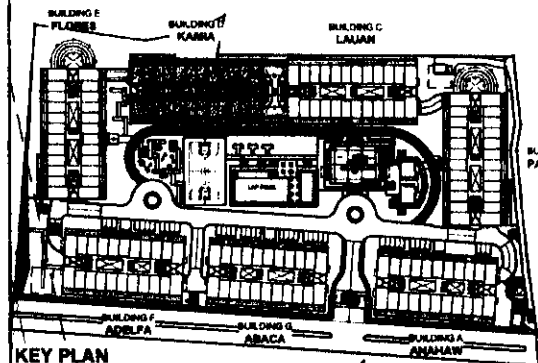 BUILDING E
FLORES
BUILDING D
KAMIA
BUILDING C
LAUAN
LAP POOL
BUILDING F
ADELFA
BUILDING G
ABACA
BUILDING A
ANAHAW
KEY PLAN